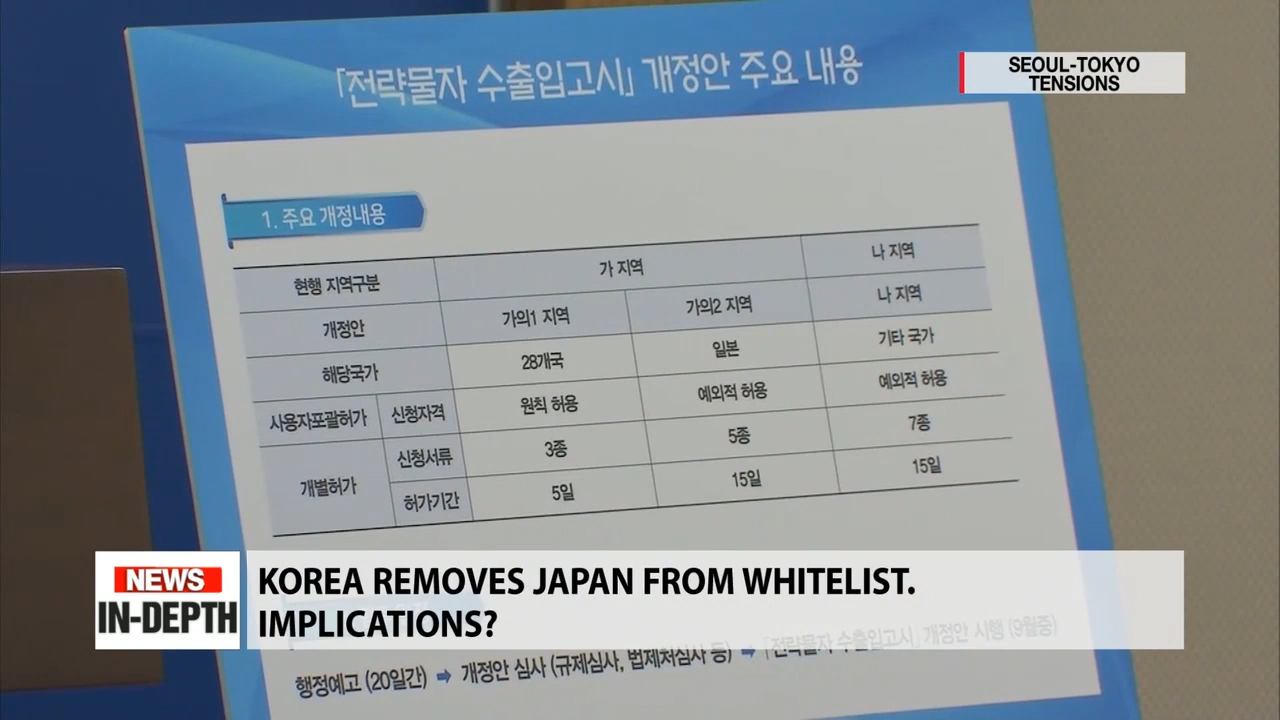 「전략물자 수출입고시」 개정안 주요 내용
SEOUL-TOKYO
TENSIONS
1. 주요 개정내용
현행 지역구분 가 지역 나 지역
개정안 가의1 지역 가의2 지역 나 지역
해당국가 28개국 일본 기타 국가
사용자포괄허가 신청자격 원칙 허용 예외적 허용 예외적 허용
개별허가 신청서류 3종 5종 7종
허가기간 5일 15일 15일
NEWS
IN-DEPTH
KOREA REMOVES JAPAN FROM WHITELIST.
IMPLICATIONS?
행정예고 (20일간) ➡ 개정안 심사 (규제심사, 법제처심사 등) ➡ 「전략물자 수출입고시」 개정안 시행 (9월중)